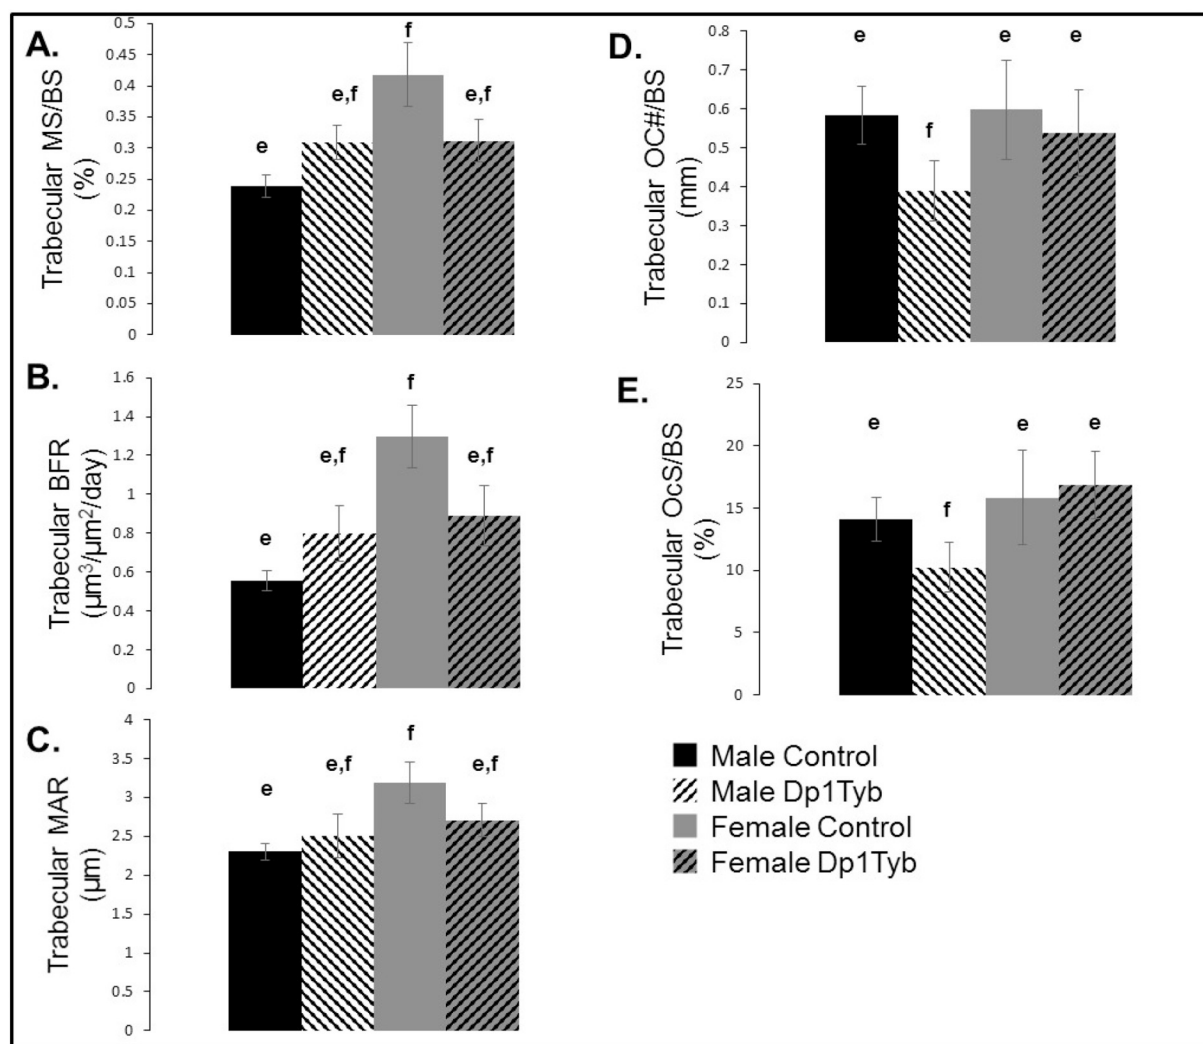 A.
Trabecular MS/BS
(%)
0.5
0.45
0.4
0.35
0.3
0.25
0.2
0.15
0.1
0.05
0
e
e,f
f
e,f
B.
Trabecular BFR
(µm³/µm²/day)
1.6
1.4
1.2
1
0.8
0.6
0.4
0.2
0
e
e,f
f
e,f
C.
Trabecular MAR
(µm)
4
3.5
3
2.5
2
1.5
1
0.5
0
e
e,f
f
e,f
D.
Trabecular OC#/BS
(mm)
0.8
0.7
0.6
0.5
0.4
0.3
0.2
0.1
0
e
f
e
e
E.
Trabecular OcS/BS
(%)
25
20
15
10
5
0
e
f
e
e
Male Control
Male Dp1Tyb
Female Control
Female Dp1Tyb